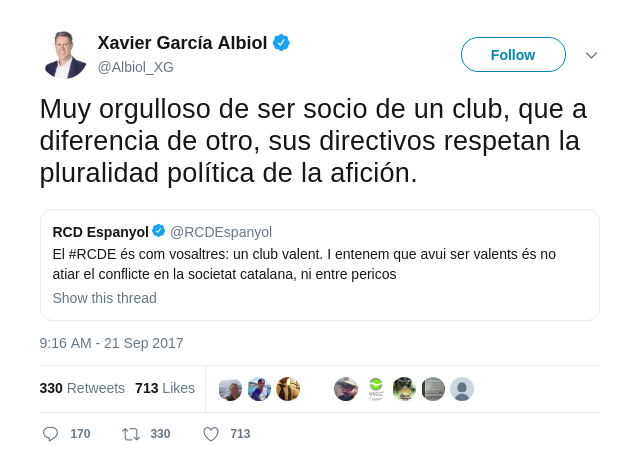 Xavier García Albiol
@Albiol_XG
Follow
Muy orgulloso de ser socio de un club, que a
diferencia de otro, sus directivos respetan la
pluralidad política de la afición.
RCD Espanyol @RCDEspanyol
El #RCDE és com vosaltres: un club valent. I entenem que avui ser valents és no
atiar el conflicte en la societat catalana, ni entre pericos
Show this thread
9:16 AM - 21 Sep 2017
330 Retweets 713 Likes
170 330 713